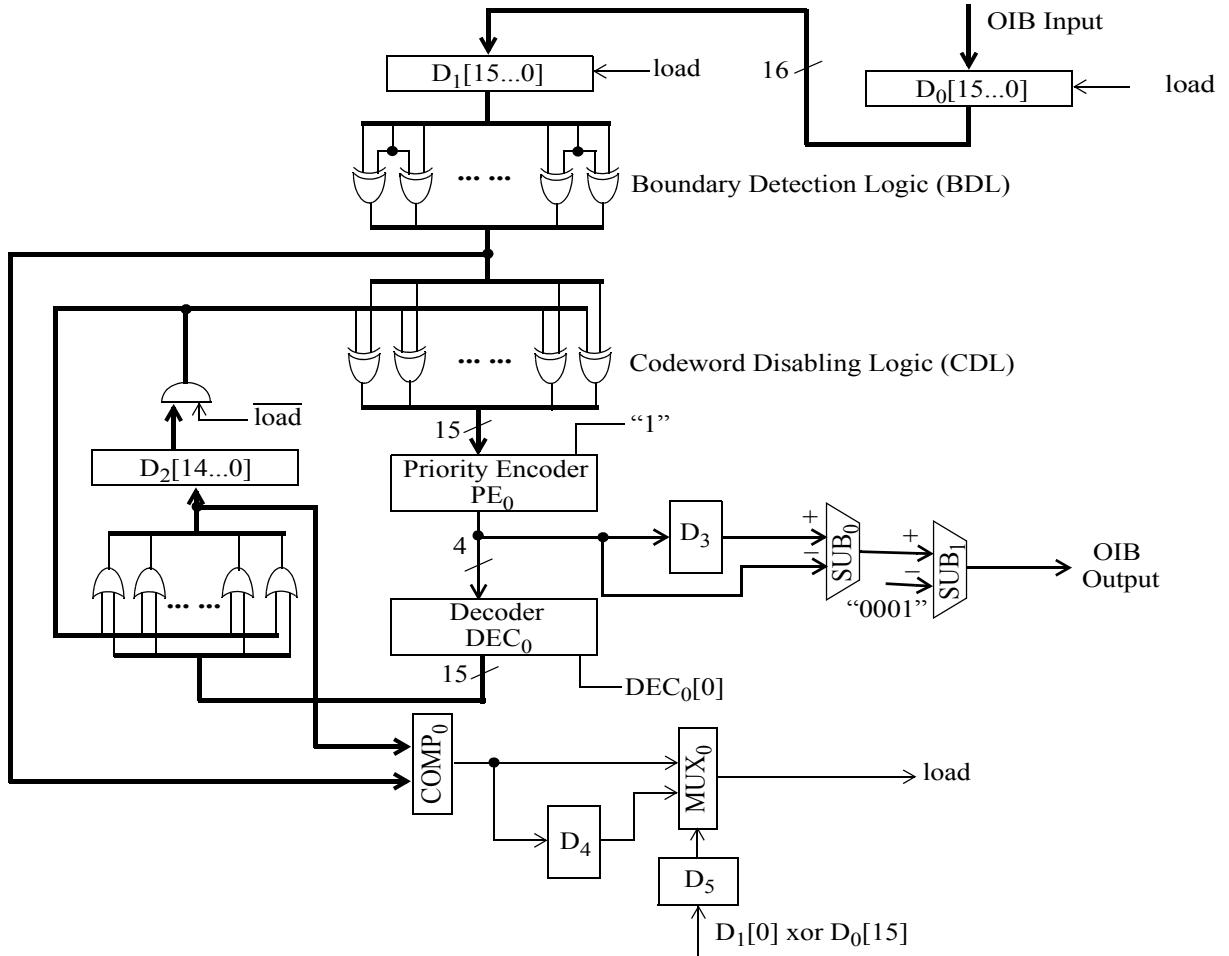 OIB Input
D₁[15...0]
load
16
D₀[15...0]
load
... ...
Boundary Detection Logic (BDL)
... ...
Codeword Disabling Logic (CDL)
load
15
“1”
D₂[14...0]
Priority Encoder
PE₀
4
D₃
+
−
SUB₀
+
−
SUB₁
“0001”
OIB
Output
... ...
Decoder
DEC₀
15
DEC₀[0]
COMP₀
MUX₀
load
D₄
D₅
D₁[0] xor D₀[15]